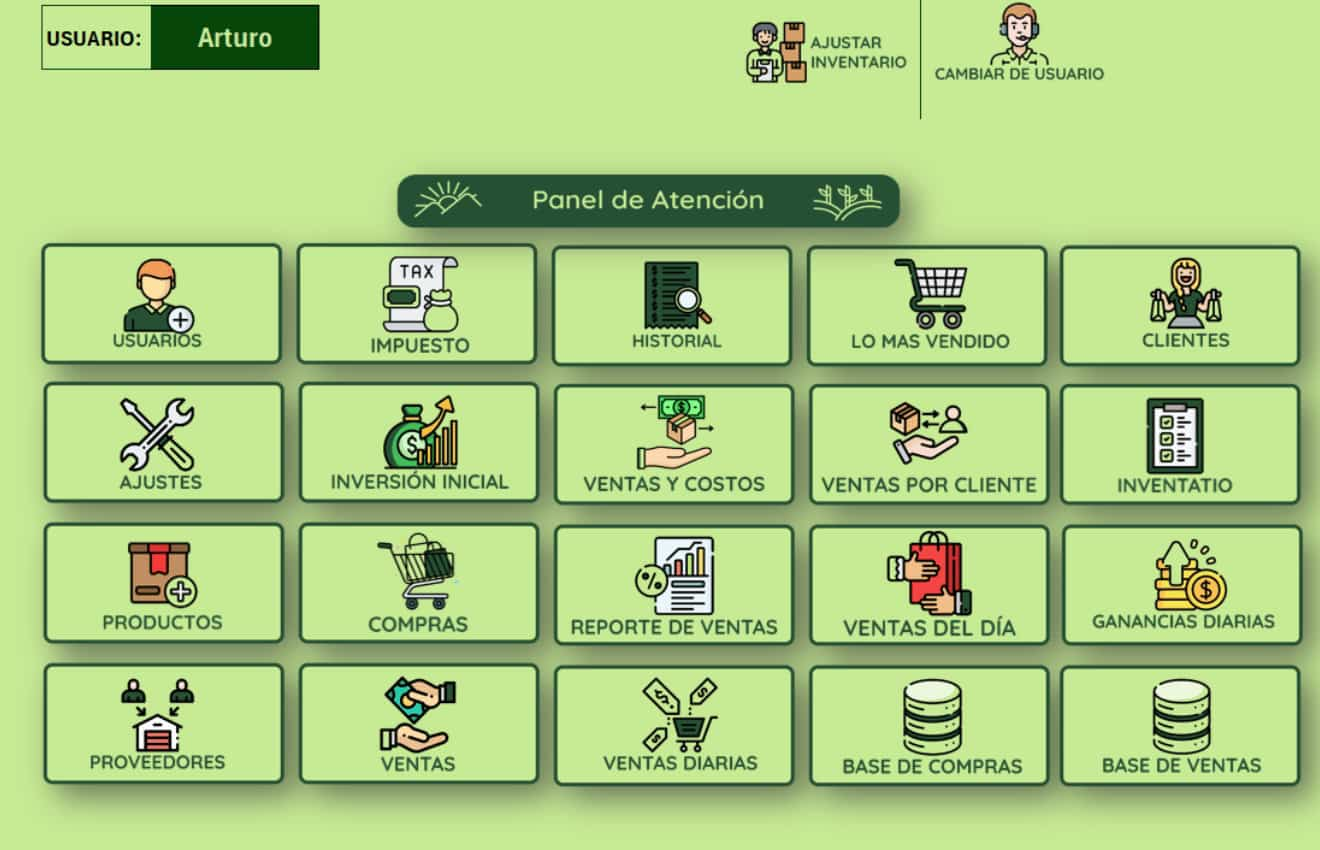 USUARIO: Arturo
AJUSTAR
INVENTARIO
CAMBIAR DE USUARIO
Panel de Atención
TAX
USUARIOS
IMPUESTO
HISTORIAL
LO MAS VENDIDO
CLIENTES
AJUSTES
INVERSIÓN INICIAL
VENTAS Y COSTOS
VENTAS POR CLIENTE
INVENTATIO
PRODUCTOS
COMPRAS
REPORTE DE VENTAS
VENTAS DEL DÍA
GANANCIAS DIARIAS
PROVEEDORES
VENTAS
VENTAS DIARIAS
BASE DE COMPRAS
BASE DE VENTAS